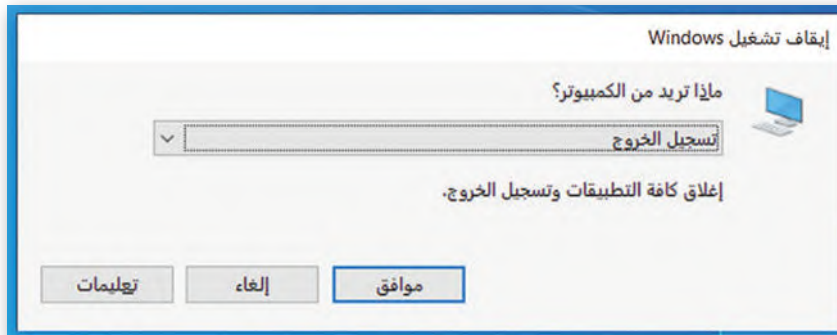 إيقاف تشغيل Windows
ماذا تريد من الكمبيوتر؟
تسجيل الخروج
إغلاق كافة التطبيقات وتسجيل الخروج.
موافق
إلغاء
تعليمات